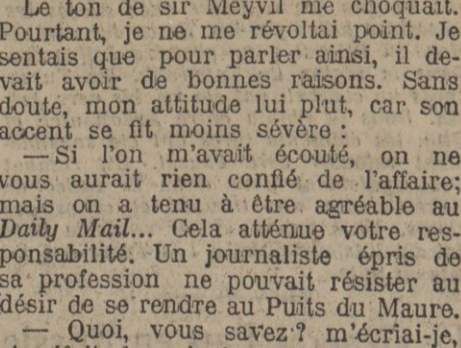 Le ton de sir Meyvil me choquait.
Pourtant, je ne me révoltai point. Je
sentais que pour parler ainsi, il de-
vait avoir de bonnes raisons. Sans
doute, mon attitude lui plut, car son
accent se fit moins sévère :
— Si l'on m'avait écouté, on ne
vous aurait rien confié de l'affaire;
mais on a tenu à être agréable au
Daily Mail... Cela atténue votre res-
ponsabilité. Un journaliste épris de
sa profession ne pouvait résister au
désir de se rendre au Puits du Maure.
— Quoi, vous savez ? m'écriai-je,